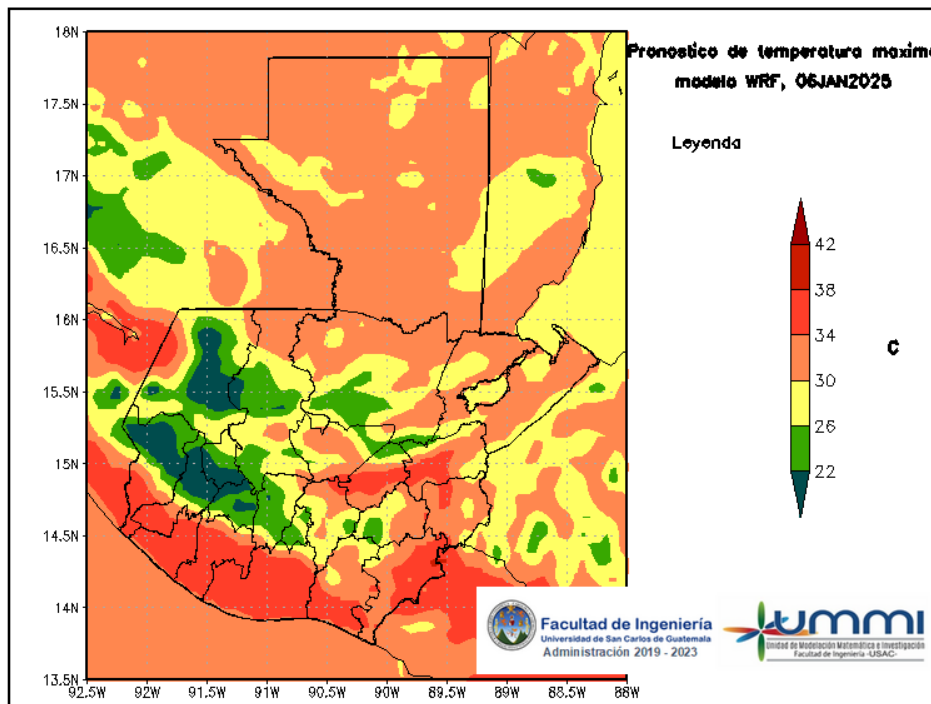 Pronostico de temperatura maxima
modelo WRF, 06JAN2025
Leyenda
42
38
34
30
26
22
C
18N
17.5N
17N
16.5N
16N
15.5N
15N
14.5N
14N
13.5N
92.5W
92W
91.5W
91W
90.5W
90W
89.5W
89W
88.5W
88W
Facultad de Ingeniería
Universidad de San Carlos de Guatemala
Administración 2019 - 2023
ummi
Unidad de Modelación Matemática e Investigación
Facultad de Ingeniería -USAC-